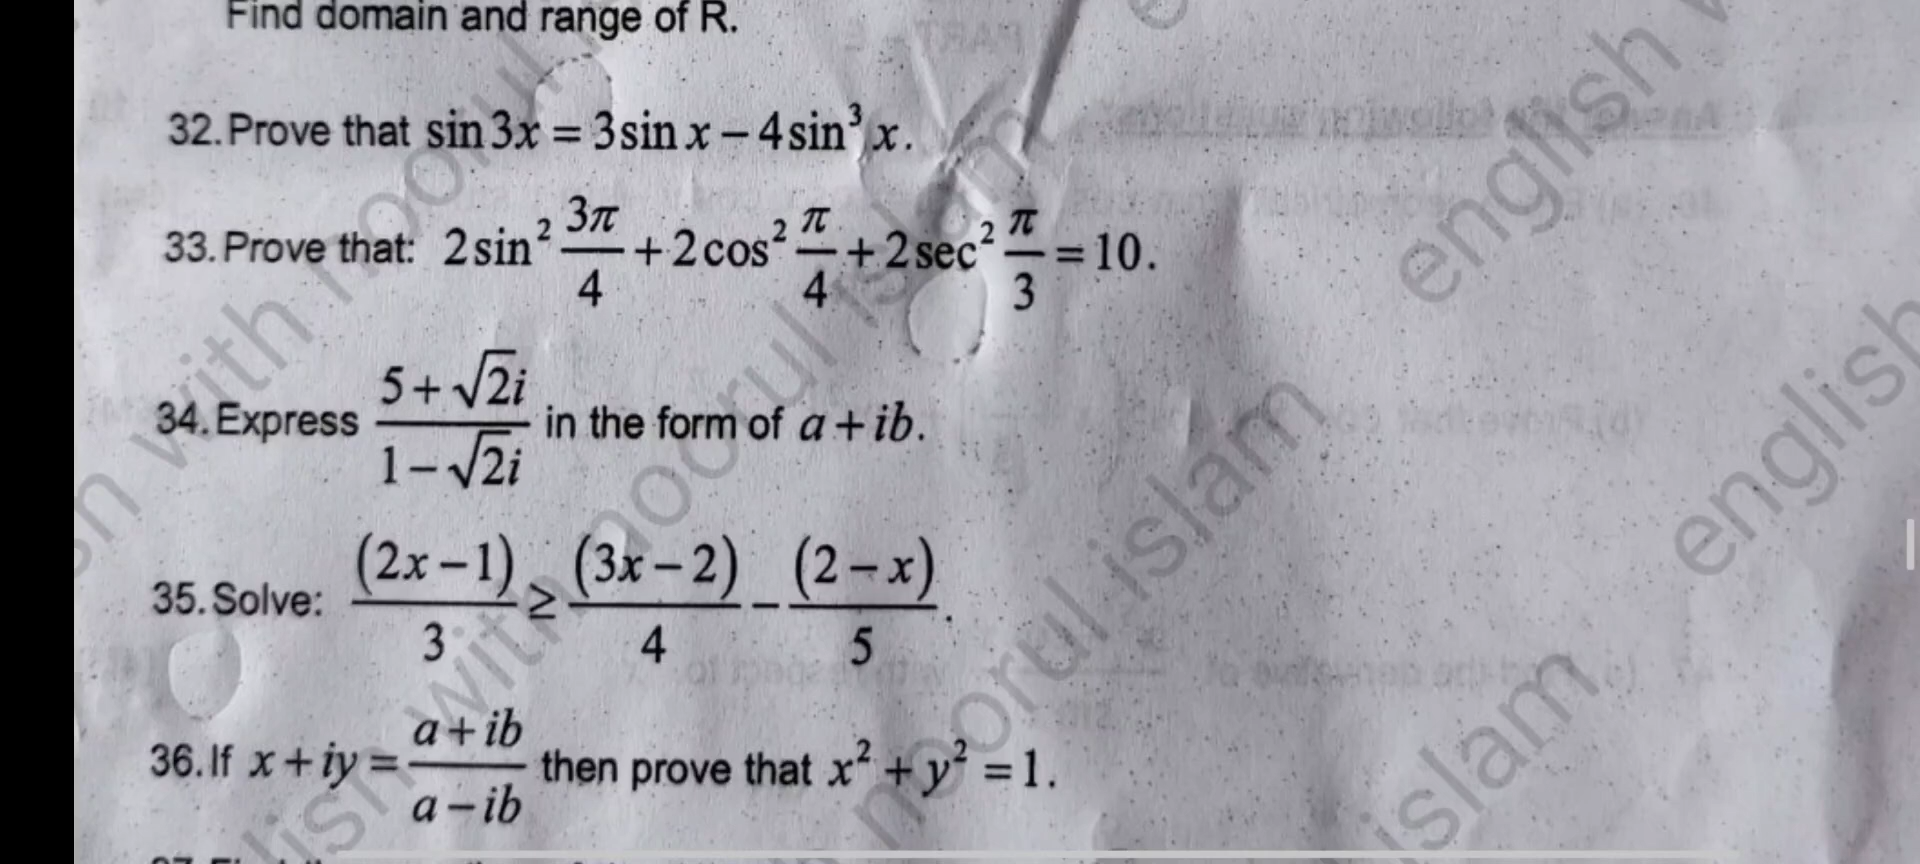 Find domain and range of R.
32. Prove that sin 3x = 3 sin x – 4 sin³ x.
33. Prove that: 2 sin² 3π/4 + 2 cos² π/4 + 2 sec² π/3 = 10.
34. Express (5 + √2i)/(1 – √2i) in the form of a + ib.
35. Solve: (2x – 1)/3 ≥ (3x – 2)/4 – (2 – x)/5.
36. If x + iy = (a + ib)/(a – ib) then prove that x² + y² = 1.
english with noorul islam